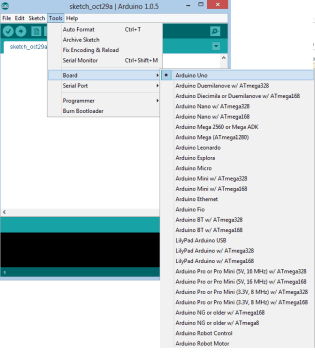 sketch_oct29a | Arduino 1.0.5
File Edit Sketch Tools Help
Auto Format Ctrl+T
Archive Sketch
sketch_oct29a
Fix Encoding & Reload
Serial Monitor Ctrl+Shift+M
Board
Serial Port
Programmer
Burn Bootloader
Arduino Uno
Arduino Duemilanove w/ ATmega328
Arduino Diecimila or Duemilanove w/ ATmega168
Arduino Nano w/ ATmega328
Arduino Nano w/ ATmega168
Arduino Mega 2560 or Mega ADK
Arduino Mega (ATmega1280)
Arduino Leonardo
Arduino Esplora
Arduino Micro
Arduino Mini w/ ATmega328
Arduino Mini w/ ATmega168
Arduino Ethernet
Arduino Fio
Arduino BT w/ ATmega328
Arduino BT w/ ATmega168
LilyPad Arduino USB
LilyPad Arduino w/ ATmega328
LilyPad Arduino w/ ATmega168
Arduino Pro or Pro Mini (5V, 16 MHz) w/ ATmega328
Arduino Pro or Pro Mini (5V, 16 MHz) w/ ATmega168
Arduino Pro or Pro Mini (3.3V, 8 MHz) w/ ATmega328
Arduino Pro or Pro Mini (3.3V, 8 MHz) w/ ATmega168
Arduino NG or older w/ ATmega168
Arduino NG or older w/ ATmega8
Arduino Robot Control
Arduino Robot Motor